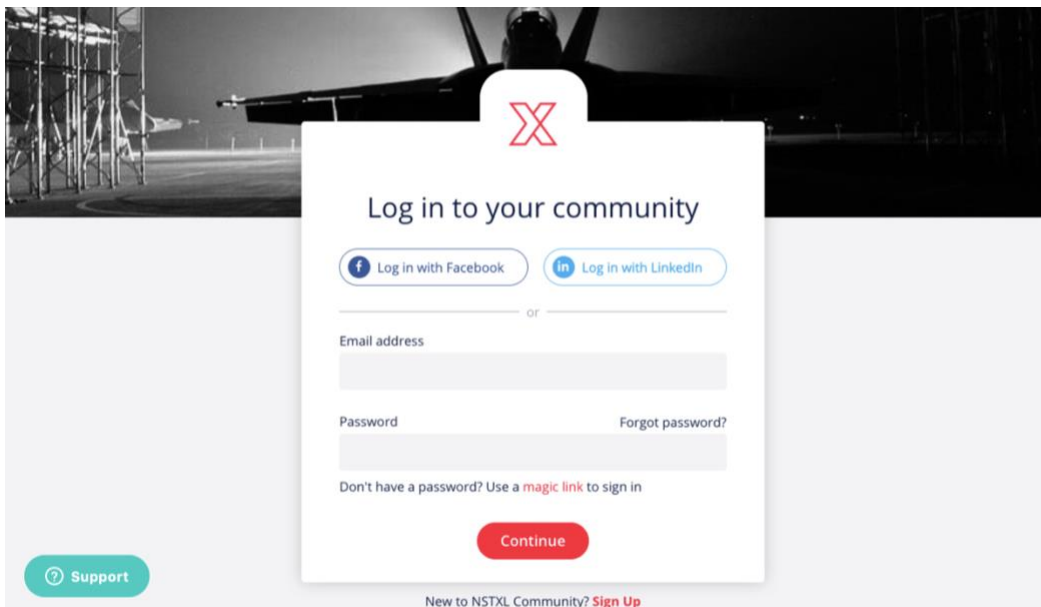 Log in to your community
Log in with Facebook
Log in with LinkedIn
or
Email address
Password
Forgot password?
Don't have a password? Use a magic link to sign in
Continue
Support
New to NSTXL Community? Sign Up